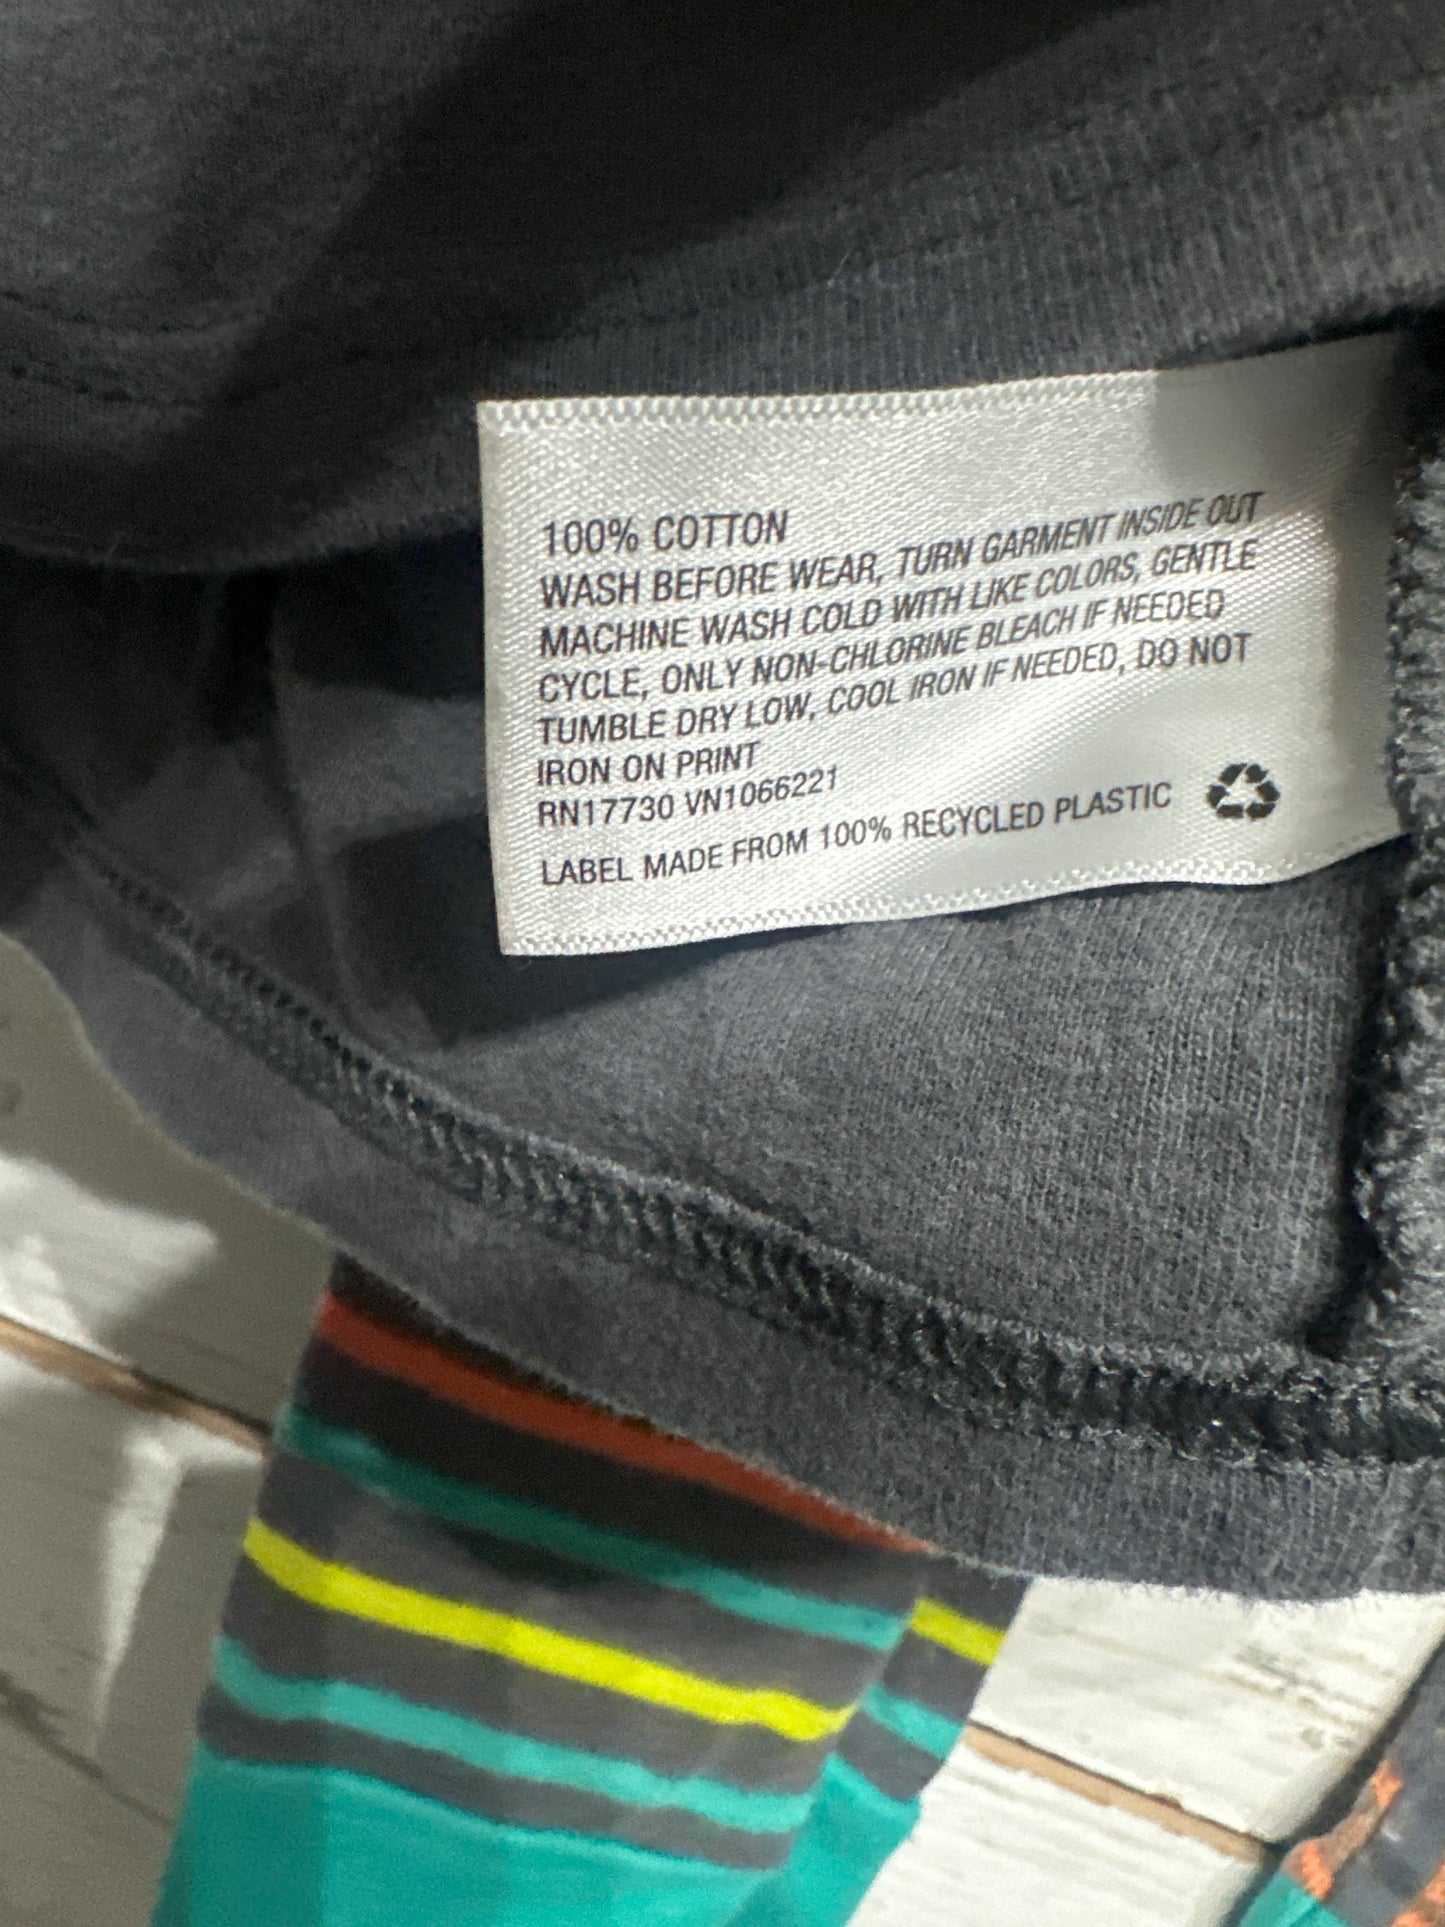 100% COTTON
WASH BEFORE WEAR, TURN GARMENT INSIDE OUT
MACHINE WASH COLD WITH LIKE COLORS, GENTLE
CYCLE, ONLY NON-CHLORINE BLEACH IF NEEDED
TUMBLE DRY LOW, COOL IRON IF NEEDED, DO NOT
IRON ON PRINT
RN17730 VN1066221
LABEL MADE FROM 100% RECYCLED PLASTIC